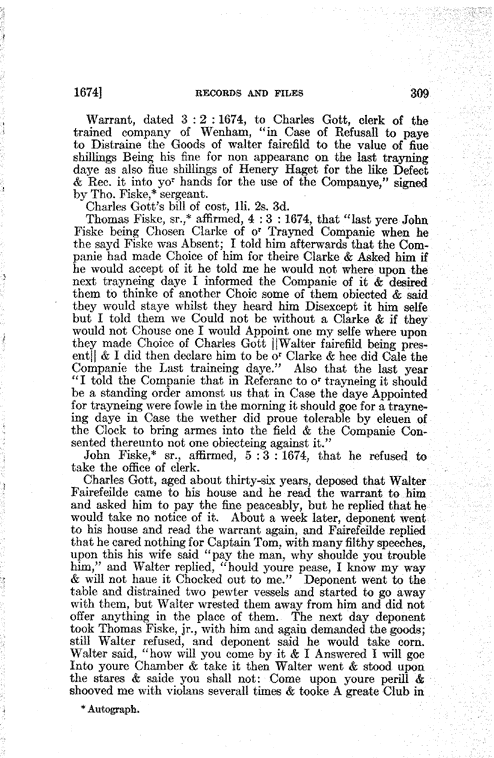 1674] RECORDS AND FILES 309
Warrant, dated 3 : 2 : 1674, to Charles Gott, clerk of the
trained company of Wenham, "in Case of Refusall to paye
to Distraine the Goods of walter fairefild to the value of fiue
shillings Being his fine for non appearanc on the last trayning
daye as also fiue shillings of Henery Haget for the like Defect
& Rec. it into yoʳ hands for the use of the Companye," signed
by Tho. Fiske,* sergeant.
Charles Gott's bill of cost, 1li. 2s. 3d.
Thomas Fiske, sr.,* affirmed, 4 : 3 : 1674, that "last yere John
Fiske being Chosen Clarke of oʳ Trayned Companie when he
the sayd Fiske was Absent; I told him afterwards that the Com-
panie had made Choice of him for theire Clarke & Asked him if
he would accept of it he told me he would not where upon the
next trayneing daye I informed the Companie of it & desired
them to thinke of another Choic some of them obiected & said
they would staye whilst they heard him Disexcept it him selfe
but I told them we Could not be without a Clarke & if they
would not Chouse one I would Appoint one my selfe where upon
they made Choice of Charles Gott ||Walter fairefild being pres-
ent|| & I did then declare him to be oʳ Clarke & hee did Cale the
Companie the Last traineing daye." Also that the last year
"I told the Companie that in Referanc to oʳ trayneing it should
be a standing order amonst us that in Case the daye Appointed
for trayneing were fowle in the morning it should goe for a trayne-
ing daye in Case the wether did proue tolerable by eleuen of
the Clock to bring armes into the field & the Companie Con-
sented thereunto not one obiecteing against it."
John Fiske,* sr., affirmed, 5 : 3 : 1674, that he refused to
take the office of clerk.
Charles Gott, aged about thirty-six years, deposed that Walter
Fairefeilde came to his house and he read the warrant to him
and asked him to pay the fine peaceably, but he replied that he
would take no notice of it. About a week later, deponent went
to his house and read the warrant again, and Fairefeilde replied
that he cared nothing for Captain Tom, with many filthy speeches,
upon this his wife said "pay the man, why shoulde you trouble
him," and Walter replied, "hould youre pease, I know my way
& will not haue it Chocked out to me." Deponent went to the
table and distrained two pewter vessels and started to go away
with them, but Walter wrested them away from him and did not
offer anything in the place of them. The next day deponent
took Thomas Fiske, jr., with him and again demanded the goods;
still Walter refused, and deponent said he would take corn.
Walter said, "how will you come by it & I Answered I will goe
Into youre Chamber & take it then Walter went & stood upon
the stares & saide you shall not: Come upon youre perill &
shooved me with violans severall times & tooke A greate Club in
* Autograph.